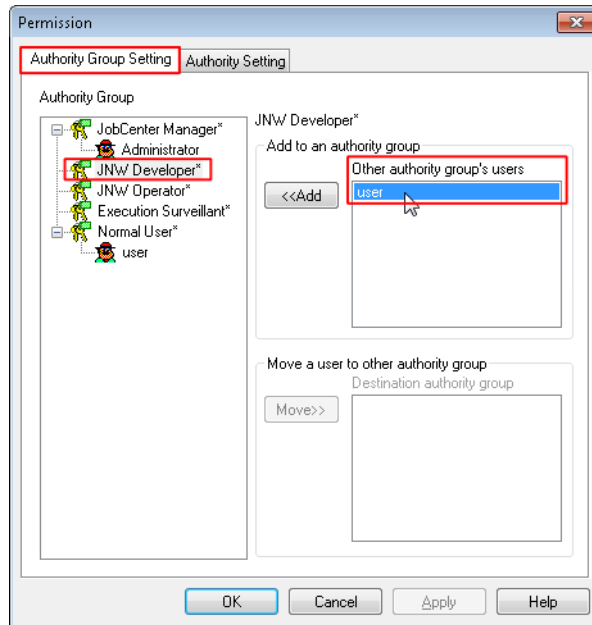 Permission
Authority Group Setting
Authority Setting
Authority Group
JobCenter Manager*
Administrator
JNW Developer*
JNW Operator*
Execution Surveillant*
Normal User*
user
JNW Developer*
Add to an authority group
Other authority group's users
<<Add
user
Move a user to other authority group
Destination authority group
Move>>
OK
Cancel
Apply
Help